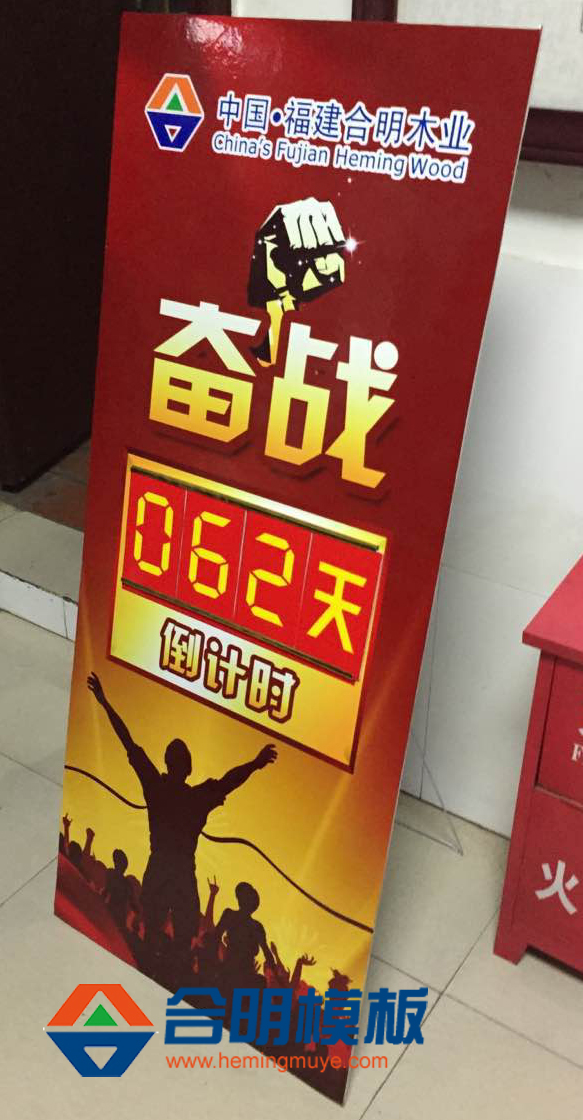 中国·福建合明木业
China's Fujian Heming Wood
奋战
062天
倒计时
火
合明模板
www.hemingmuye.com